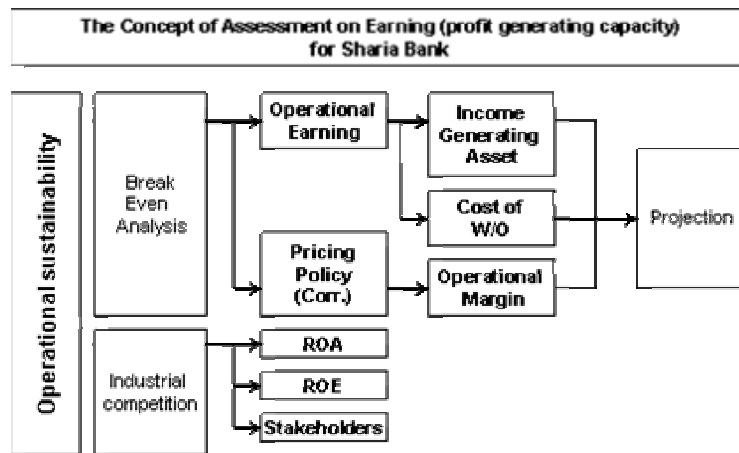 The Concept of Assessment on Earning (profit generating capacity)
for Sharia Bank
Operational sustainability
Break
Even
Analysis
Operational
Earning
Income
Generating
Asset
Cost of
W/O
Projection
Pricing
Policy
(Corr.)
Operational
Margin
Industrial
competition
ROA
ROE
Stakeholders